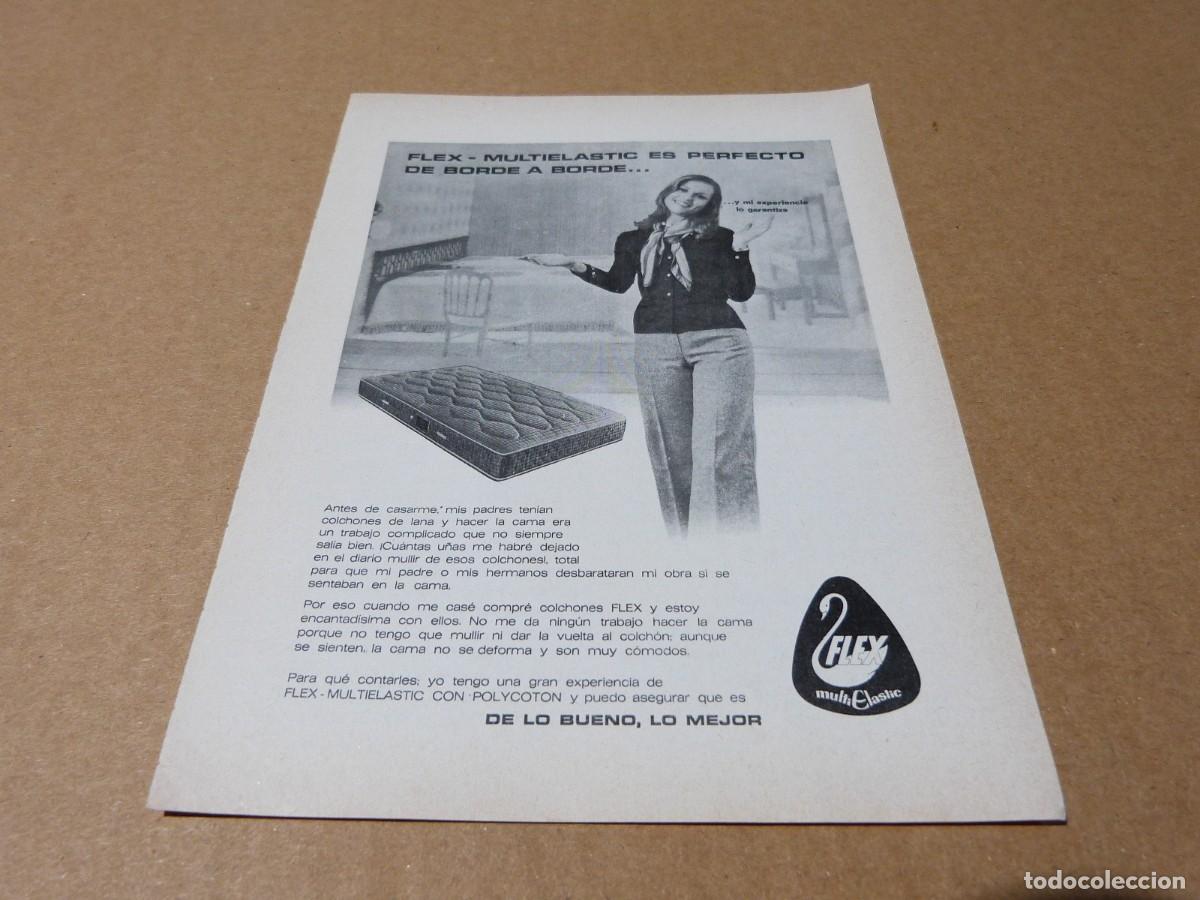 FLEX - MULTIELASTIC ES PERFECTO
DE BORDE A BORDE...
...y mi experiencia
lo garantiza
Antes de casarme, mis padres tenían
colchones de lana y hacer la cama era
un trabajo complicado que no siempre
salía bien. ¡Cuántas uñas me habré dejado
en el diario mullir de esos colchones!, total
para que mi padre o mis hermanos desbarataran mi obra si se
sentaban en la cama.
Por eso cuando me casé compré colchones FLEX y estoy
encantadísima con ellos. No me da ningún trabajo hacer la cama
porque no tengo que mullir ni dar la vuelta al colchón; aunque
se sienten, la cama no se deforma y son muy cómodos.
Para qué contarles; yo tengo una gran experiencia de
FLEX - MULTIELASTIC CON POLYCOTON y puedo asegurar que es
DE LO BUENO, LO MEJOR
FLEX
multiElastic
todocoleccion